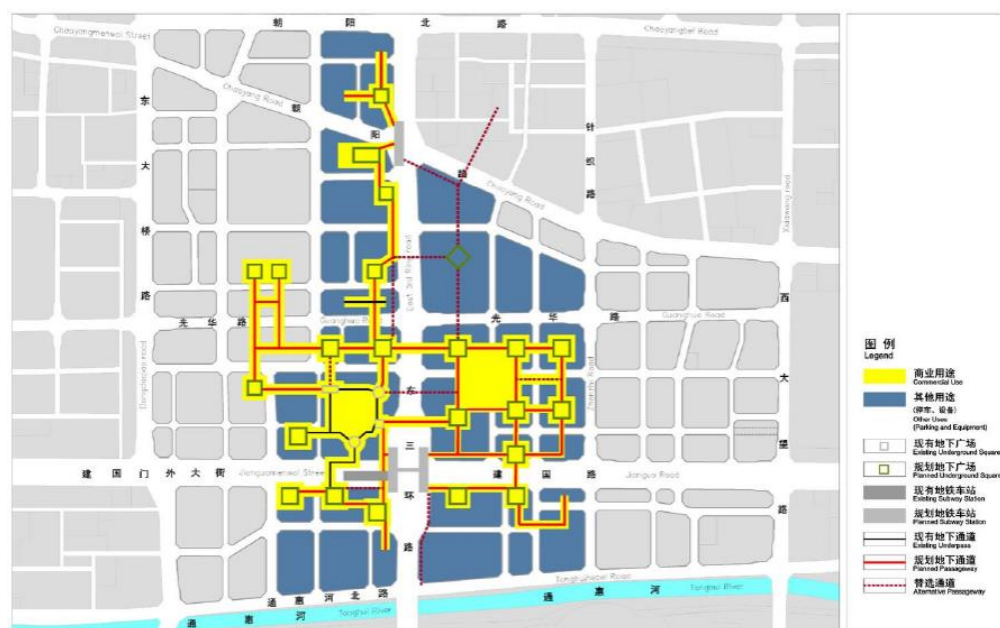 朝 阳 北 路
Chaoyangmenwai Street
Chaoyangbei Road
东 大 桥 路
Chaoyang Road
朝 阳 路
针 织 路
Chaoyang Road
Xidawang road
East 3rd Ring road
光 华 路
Guanghua Road
光 华 路
Guanghua Road
西 大 望 路
Dongdaqiao road
Zhenzhi Road
东 三 环 路
建 国 门 外 大 街
Jianguomenwai Street
建 国 路
Jianguo Road
通 惠 河 北 路
Tonghuihebei Road
通 惠 河
Tonghui River
通 惠 河
Tonghui River
图 例
Legend
商业用途
Commercial Use
其他用途
(停车、设备)
Other Uses
(Parking and Equipment)
现有地下广场
Existing Underground Square
规划地下广场
Planned Underground Square
现有地铁车站
Existing Subway Station
规划地铁车站
Planned Subway Station
现有地下通道
Existing Underpass
规划地下通道
Planned Passageway
替选通道
Alternative Passageway